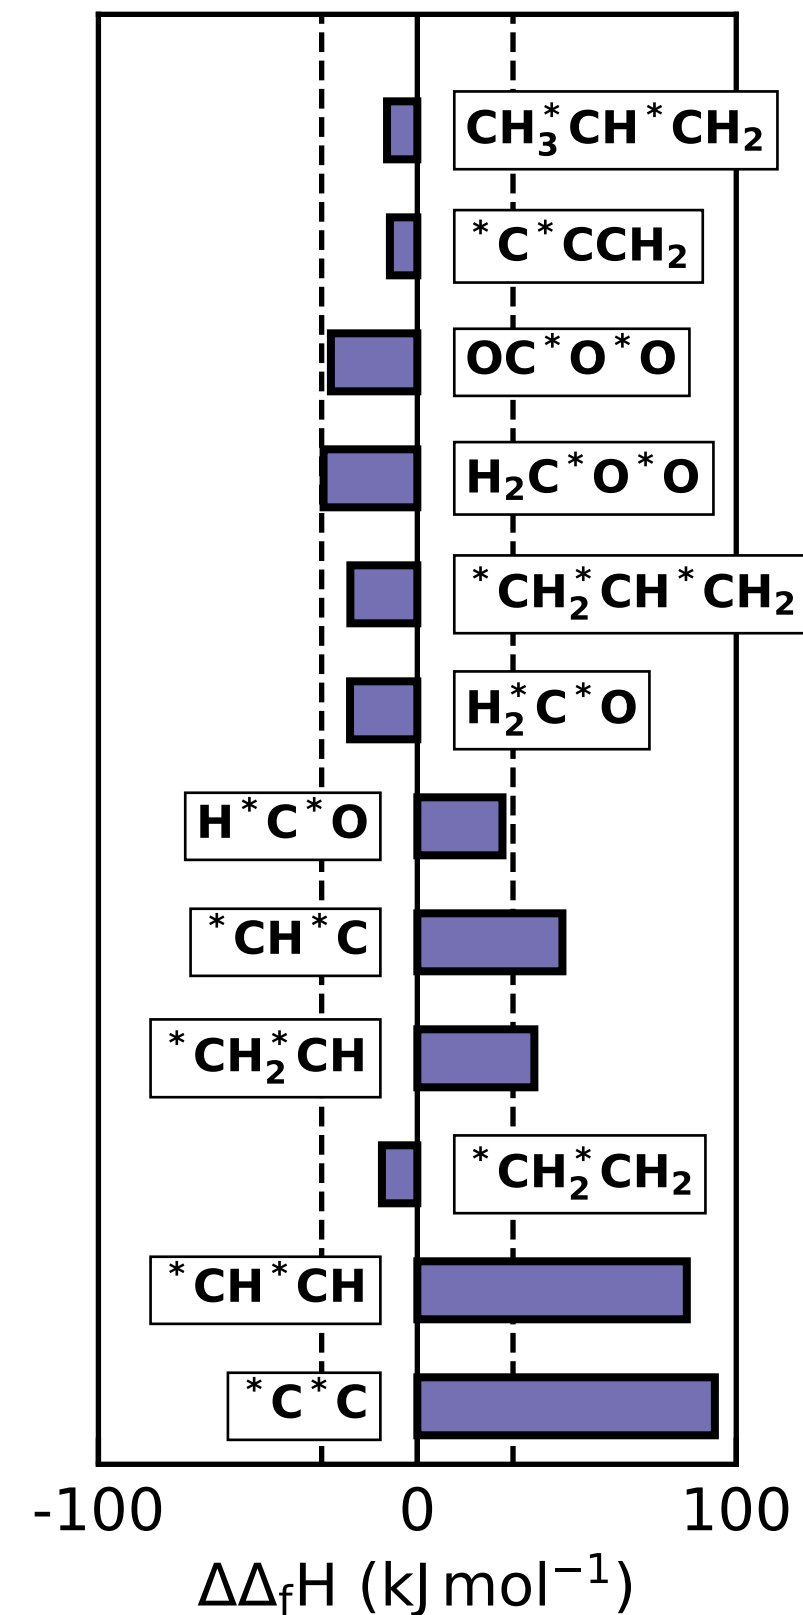 CH₃*CH*CH₂
*C*CCH₂
OC*O*O
H₂C*O*O
*CH₂*CH*CH₂
H₂*C*O
H*C*O
*CH*C
*CH₂*CH
*CH₂*CH₂
*CH*CH
*C*C
-100 0 100
ΔΔfH (kJ mol⁻¹)